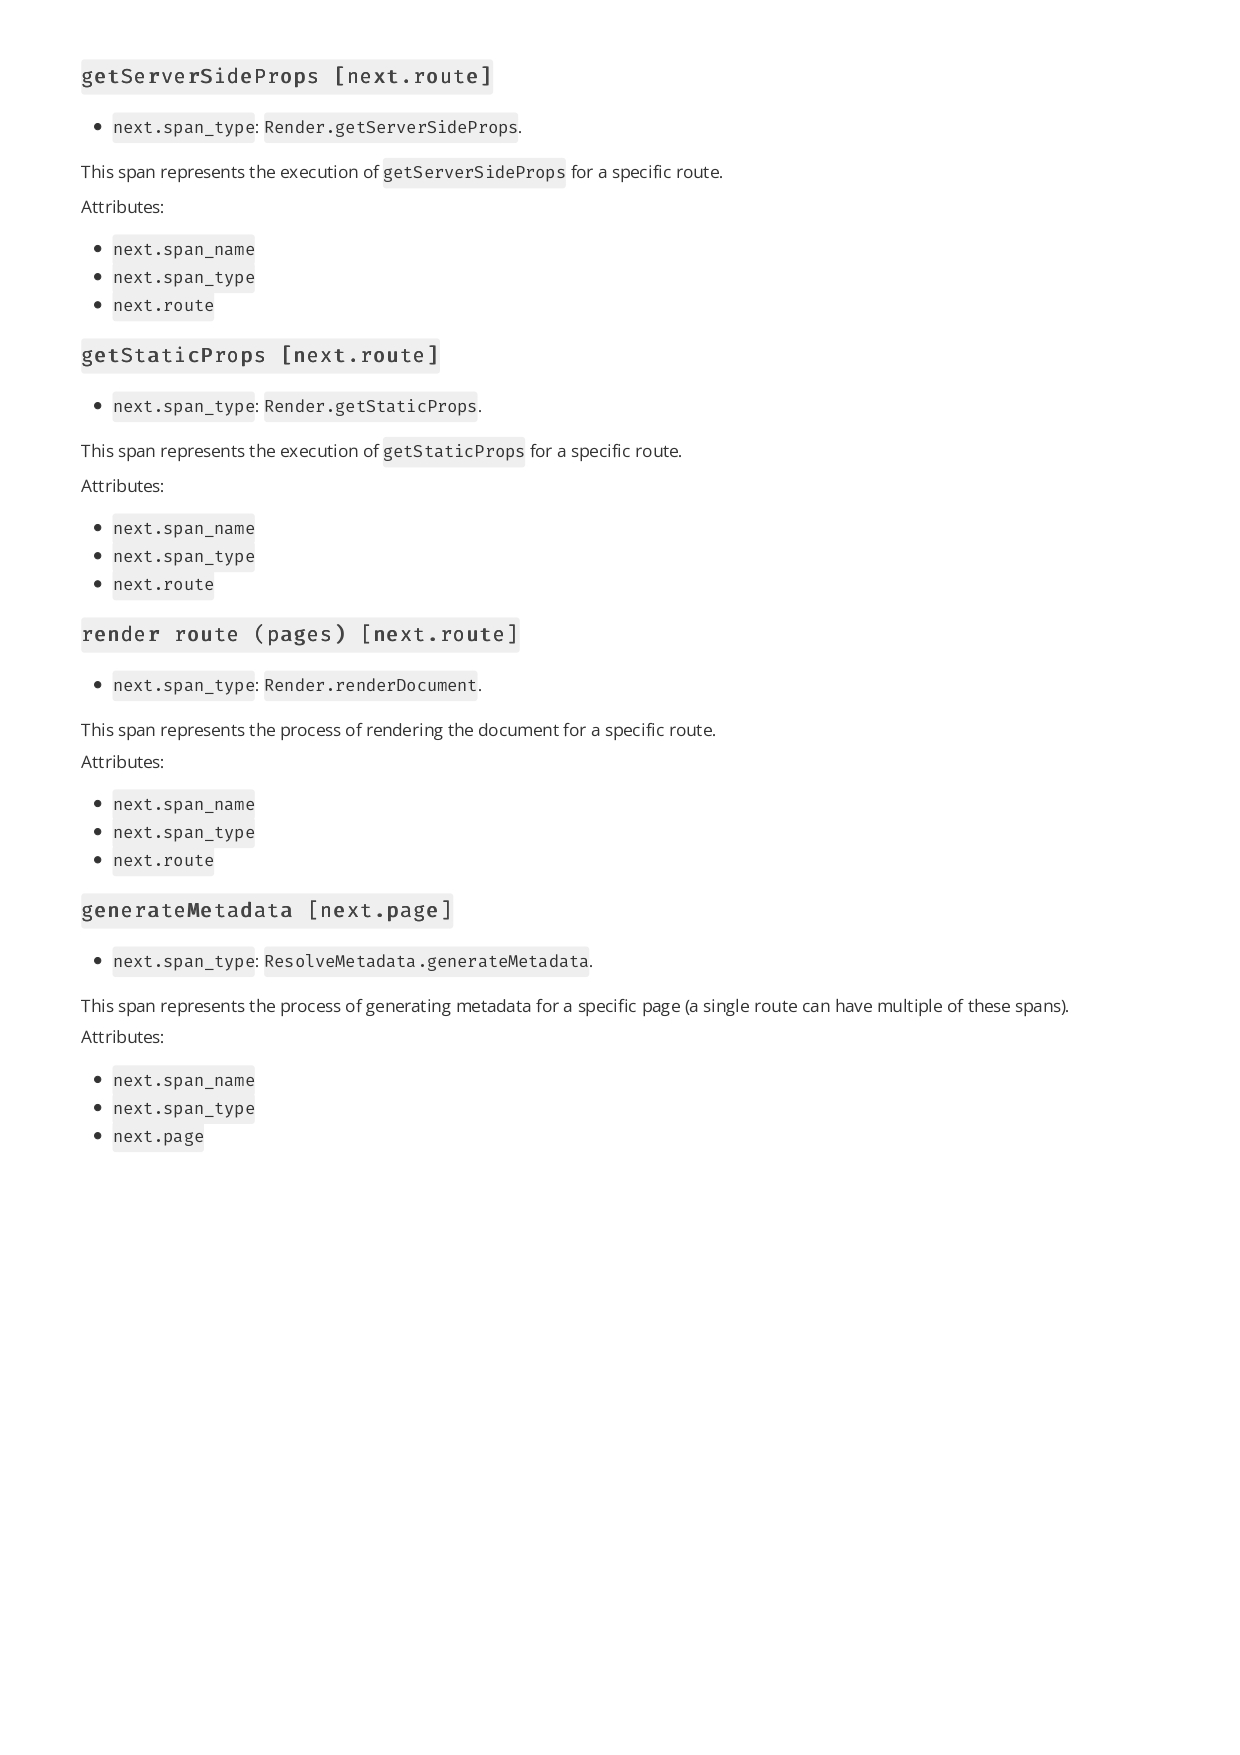 getServerSideProps [next.route]
• next.span_type: Render.getServerSideProps.
This span represents the execution of getServerSideProps for a specific route.
Attributes:
• next.span_name
• next.span_type
• next.route
getStaticProps [next.route]
• next.span_type: Render.getStaticProps.
This span represents the execution of getStaticProps for a specific route.
Attributes:
• next.span_name
• next.span_type
• next.route
render route (pages) [next.route]
• next.span_type: Render.renderDocument.
This span represents the process of rendering the document for a specific route.
Attributes:
• next.span_name
• next.span_type
• next.route
generateMetadata [next.page]
• next.span_type: ResolveMetadata.generateMetadata.
This span represents the process of generating metadata for a specific page (a single route can have multiple of these spans).
Attributes:
• next.span_name
• next.span_type
• next.page